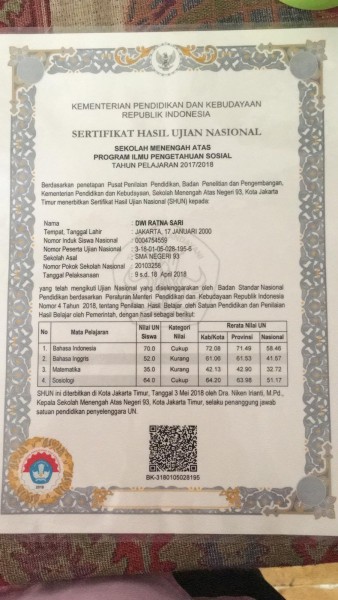 KEMENTERIAN PENDIDIKAN DAN KEBUDAYAAN
REPUBLIK INDONESIA
SERTIFIKAT HASIL UJIAN NASIONAL
SEKOLAH MENENGAH ATAS
PROGRAM ILMU PENGETAHUAN SOSIAL
TAHUN PELAJARAN 2017/2018
Berdasarkan penetapan Pusat Penilaian Pendidikan, Badan Penelitian dan Pengembangan,
Kementerian Pendidikan dan Kebudayaan, Sekolah Menengah Atas Negeri 93, Kota Jakarta
Timur menerbitkan Sertifikat Hasil Ujian Nasional (SHUN) kepada:
Nama : DWI RATNA SARI
Tempat, Tanggal Lahir : JAKARTA, 17 JANUARI 2000
Nomor Induk Siswa Nasional : 0004754559
Nomor Peserta Ujian Nasional : 3-18-01-05-028-195-6
Sekolah Asal : SMA NEGERI 93
Nomor Pokok Sekolah Nasional : 20103256
Tanggal Pelaksanaan : 9 s.d. 18 April 2018
yang telah mengikuti Ujian Nasional yang diselenggarakan oleh Badan Standar Nasional
Pendidikan berdasarkan Peraturan Menteri Pendidikan dan Kebudayaan Republik Indonesia
Nomor 4 Tahun 2018, tentang Penilaian Hasil Belajar oleh Satuan Pendidikan dan Penilaian
Hasil Belajar oleh Pemerintah, dengan hasil sebagai berikut:
No Mata Pelajaran Nilai UN Siswa Kategori Nilai Rerata Nilai UN
Kab/Kota Provinsi Nasional
1. Bahasa Indonesia 70.0 Cukup 72.08 71.49 58.46
2. Bahasa Inggris 52.0 Kurang 61.06 61.53 41.57
3. Matematika 35.0 Kurang 42.13 42.90 32.72
4. Sosiologi 64.0 Cukup 64.20 63.98 51.17
SHUN ini diterbitkan di Kota Jakarta Timur, Tanggal 3 Mei 2018 oleh Dra. Niken Irianti, M.Pd.,
Kepala Sekolah Menengah Atas Negeri 93, Kota Jakarta Timur, selaku penanggung jawab
satuan pendidikan penyelenggara UN.
2018
BK-3180105028195